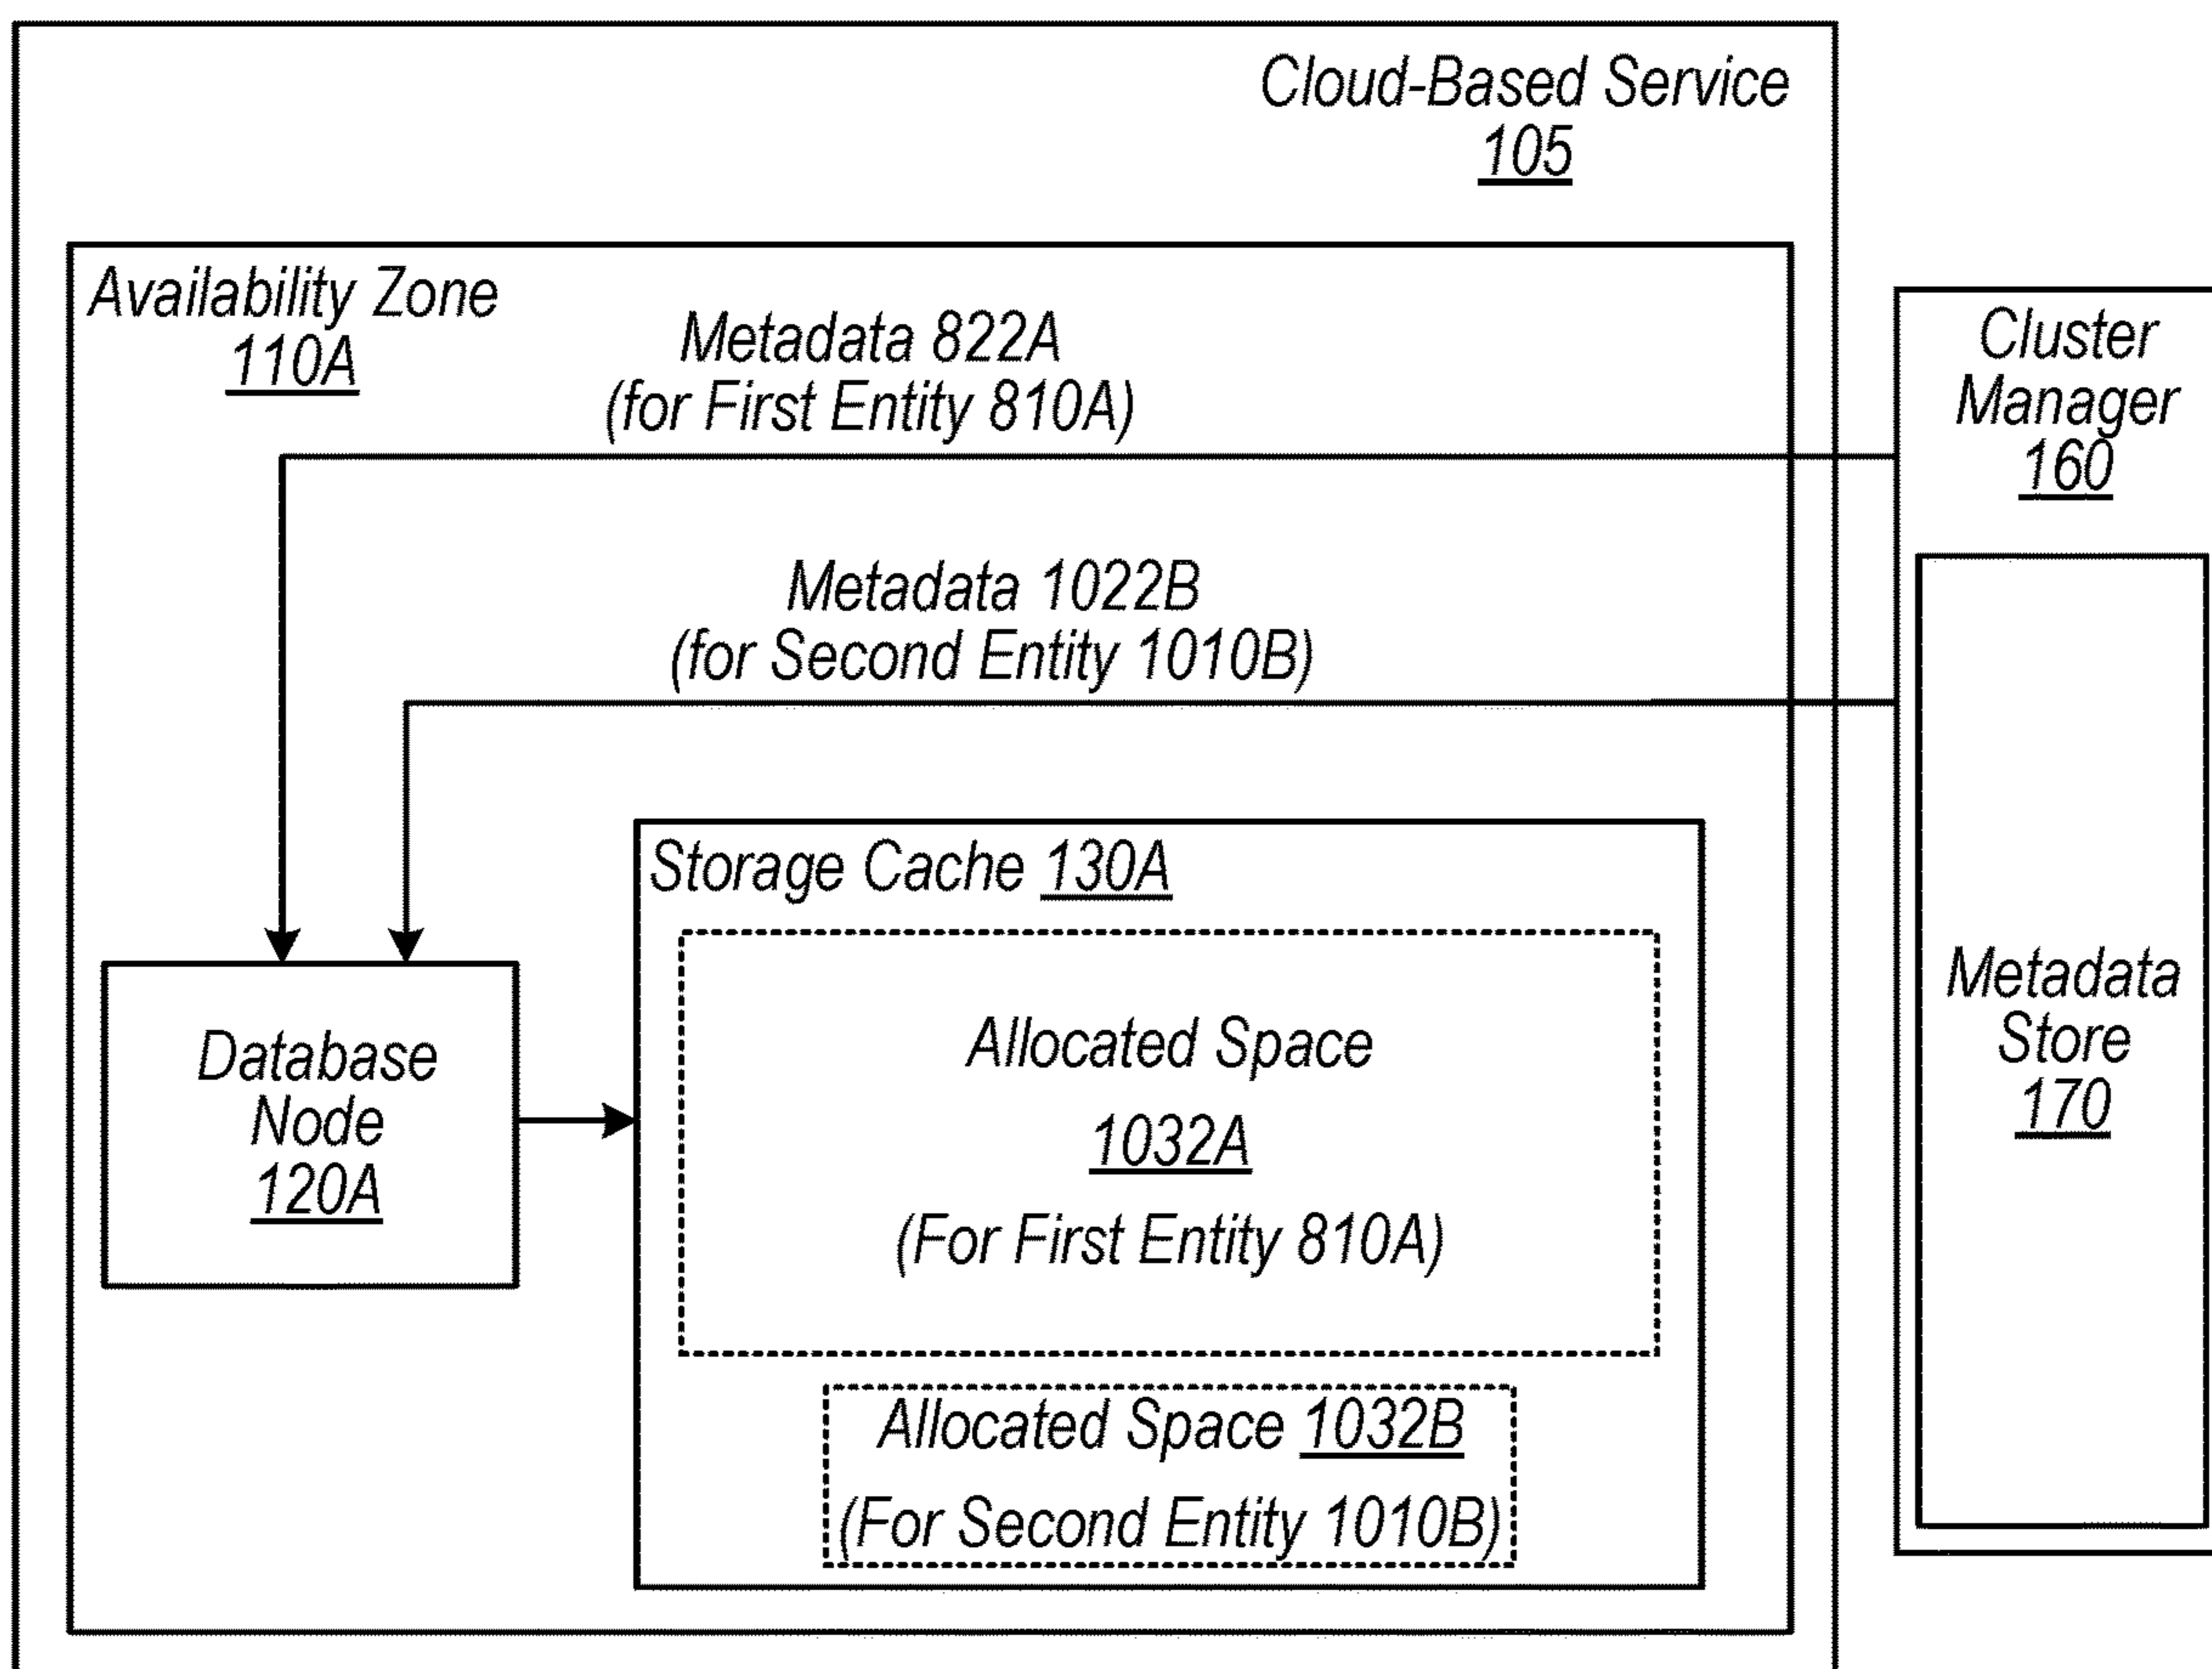 Cloud-Based Service
105
Availability Zone
110A
Metadata 822A
(for First Entity 810A)
Cluster
Manager
160
Metadata 1022B
(for Second Entity 1010B)
Storage Cache 130A
Allocated Space
1032A
(For First Entity 810A)
Allocated Space 1032B
(For Second Entity 1010B)
Database
Node
120A
Metadata
Store
170